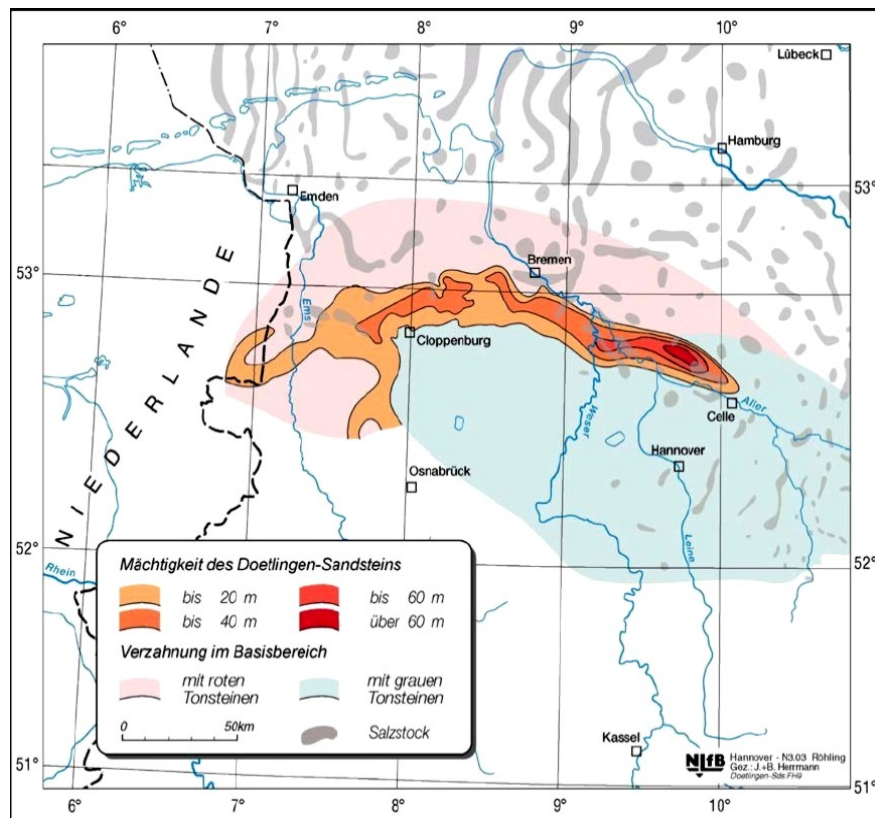 6° 7° 8° 9° 10°
Lübeck
Hamburg
53°
Emden
53°
Bremen
Ems
Cloppenburg
NIEDERLANDE
Weser
Aller
Celle
Hannover
Osnabrück
Leine
52°
52°
Rhein
Mächtigkeit des Doetlingen-Sandsteins
bis 20 m
bis 60 m
bis 40 m
über 60 m
Verzahnung im Basisbereich
mit roten
Tonsteinen
mit grauen
Tonsteinen
0 50km
Salzstock
Kassel
51°
51°
NLfB
Hannover - N3.03 Röhling
Gez.: J.+B. Herrmann
Doetlingen-Sds.FH9
6° 7° 8° 9° 10°